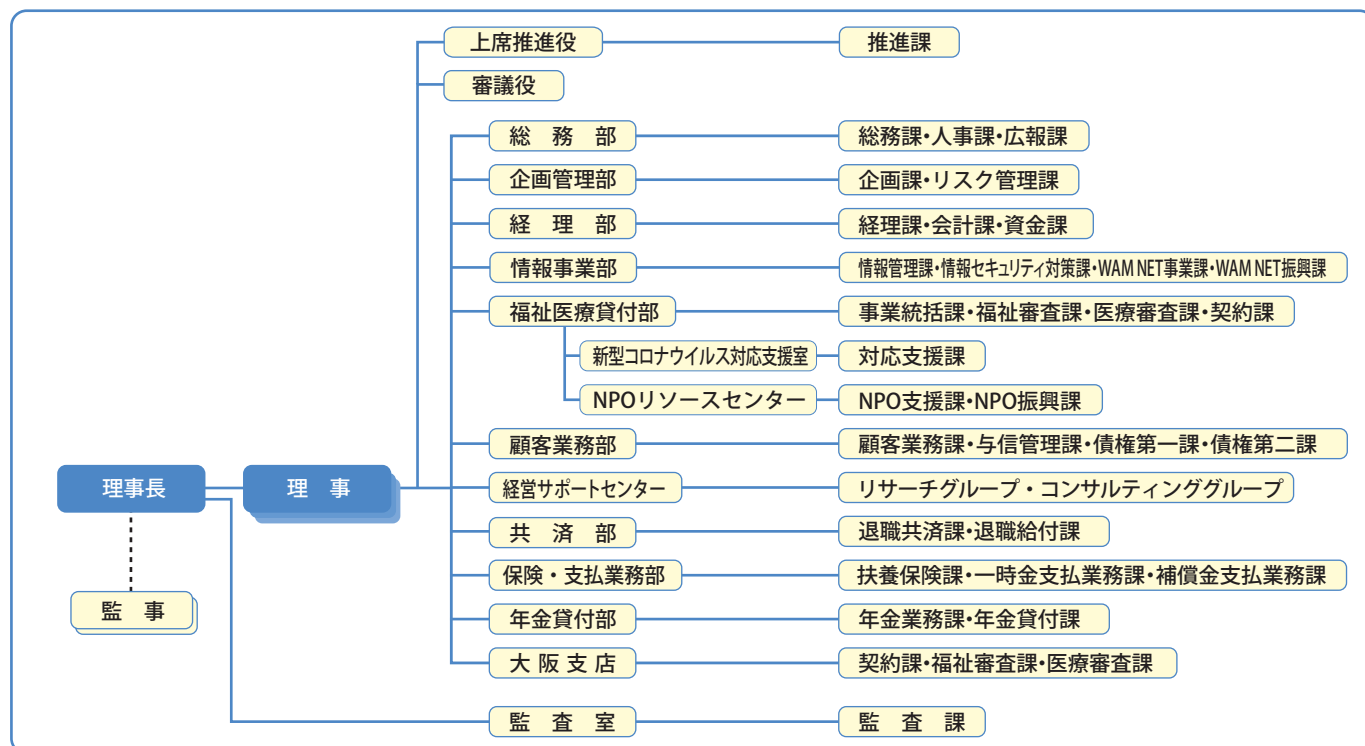 上席推進役 推進課
審議役
総務部 総務課・人事課・広報課
企画管理部 企画課・リスク管理課
経理部 経理課・会計課・資金課
情報事業部 情報管理課・情報セキュリティ対策課・WAM NET事業課・WAM NET振興課
福祉医療貸付部 事業統括課・福祉審査課・医療審査課・契約課
新型コロナウイルス対応支援室 対応支援課
NPOリソースセンター NPO支援課・NPO振興課
顧客業務部 顧客業務課・与信管理課・債権第一課・債権第二課
理事長 理事 経営サポートセンター リサーチグループ・コンサルティンググループ
共済部 退職共済課・退職給付課
保険・支払業務部 扶養保険課・一時金支払業務課・補償金支払業務課
監事 年金貸付部 年金業務課・年金貸付課
大阪支店 契約課・福祉審査課・医療審査課
監査室 監査課